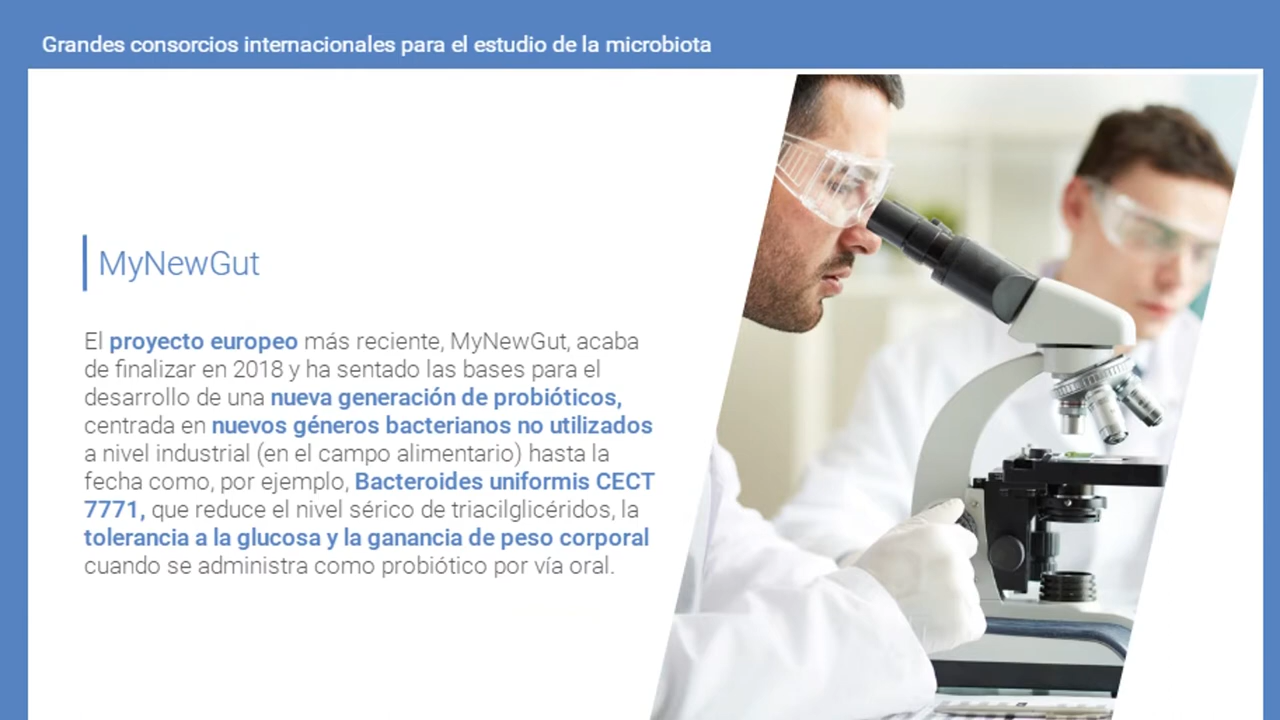 Grandes consorcios internacionales para el estudio de la microbiota
MyNewGut
El proyecto europeo más reciente, MyNewGut, acaba
de finalizar en 2018 y ha sentado las bases para el
desarrollo de una nueva generación de probióticos,
centrada en nuevos géneros bacterianos no utilizados
a nivel industrial (en el campo alimentario) hasta la
fecha como, por ejemplo, Bacteroides uniformis CECT
7771, que reduce el nivel sérico de triacilglicéridos, la
tolerancia a la glucosa y la ganancia de peso corporal
cuando se administra como probiótico por vía oral.